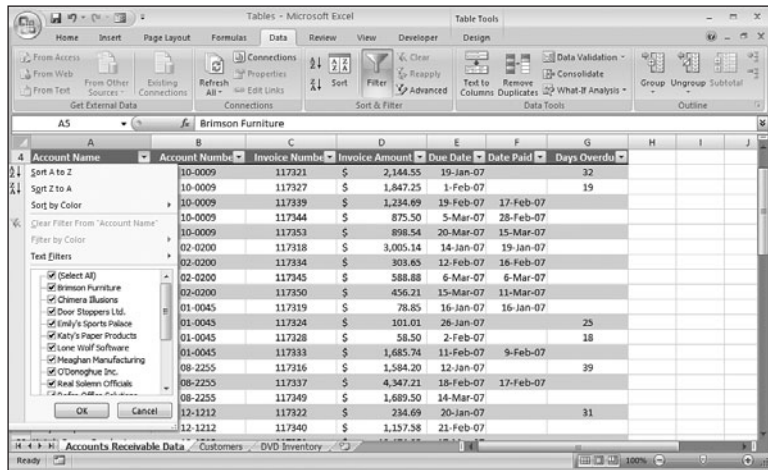 Tables - Microsoft Excel
Table Tools
Home Insert Page Layout Formulas Data Review View Developer Design
From Access
From Web
From Text
From Other Sources
Existing Connections
Get External Data
Refresh All
Connections
Properties
Edit Links
Connections
Sort
Filter
Clear
Reapply
Advanced
Sort & Filter
Text to Columns
Remove Duplicates
Data Validation
Consolidate
What-If Analysis
Data Tools
Group Ungroup Subtotal
Outline
A5 fx Brimson Furniture
A B C D E F G H I J
4 Account Name Account Numbe Invoice Numbe Invoice Amount Due Date Date Paid Days Overdu
Sort A to Z
Sort Z to A
Sort by Color
Clear Filter From "Account Name"
Filter by Color
Text Filters
(Select All)
Brimson Furniture
Chimera Illusions
Door Stoppers Ltd.
Emily's Sports Palace
Katy's Paper Products
Lone Wolf Software
Meaghan Manufacturing
O'Donoghue Inc.
Real Solemn Officials
OK Cancel
10-0009 117321 $ 2,144.55 19-Jan-07 32
10-0009 117327 $ 1,847.25 1-Feb-07 19
10-0009 117339 $ 1,234.69 19-Feb-07 17-Feb-07
10-0009 117344 $ 875.50 5-Mar-07 28-Feb-07
10-0009 117353 $ 898.54 20-Mar-07 15-Mar-07
02-0200 117318 $ 3,005.14 14-Jan-07 19-Jan-07
02-0200 117334 $ 303.65 12-Feb-07 16-Feb-07
02-0200 117345 $ 588.88 6-Mar-07 6-Mar-07
02-0200 117350 $ 456.21 15-Mar-07 11-Mar-07
01-0045 117319 $ 78.85 16-Jan-07 16-Jan-07
01-0045 117324 $ 101.01 26-Jan-07 25
01-0045 117328 $ 58.50 2-Feb-07 18
01-0045 117333 $ 1,685.74 11-Feb-07 9-Feb-07
08-2255 117316 $ 1,584.20 12-Jan-07 39
08-2255 117337 $ 4,347.21 18-Feb-07 17-Feb-07
08-2255 117349 $ 1,689.50 14-Mar-07
12-1212 117322 $ 234.69 20-Jan-07 31
12-1212 117340 $ 1,157.58 21-Feb-07
Accounts Receivable Data Customers DVD Inventory
Ready 100%